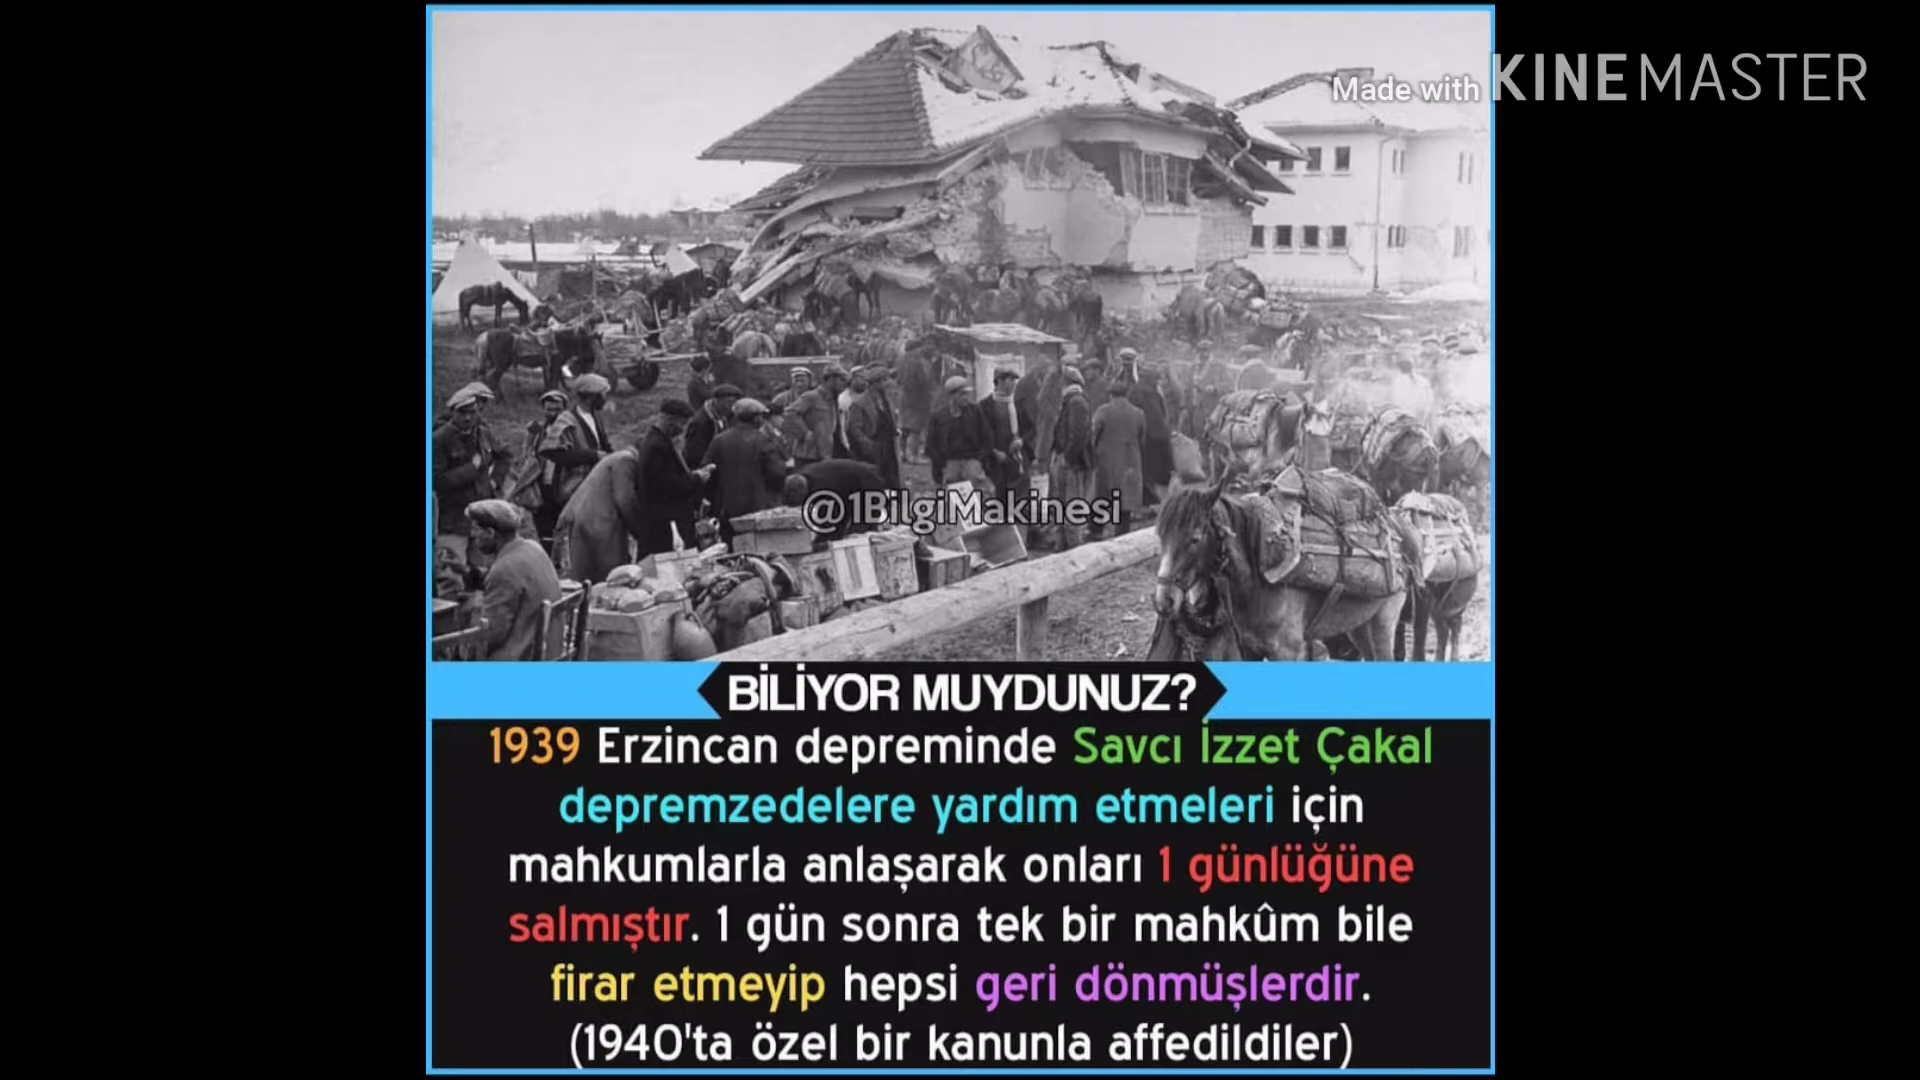 Made with KINEMASTER
@1BilgiMakinesi
BİLİYOR MUYDUNUZ?
1939 Erzincan depreminde Savcı İzzet Çakal
depremzedelere yardım etmeleri için
mahkumlarla anlaşarak onları 1 günlüğüne
salmıştır. 1 gün sonra tek bir mahkûm bile
firar etmeyip hepsi geri dönmüşlerdir.
(1940'ta özel bir kanunla affedildiler)